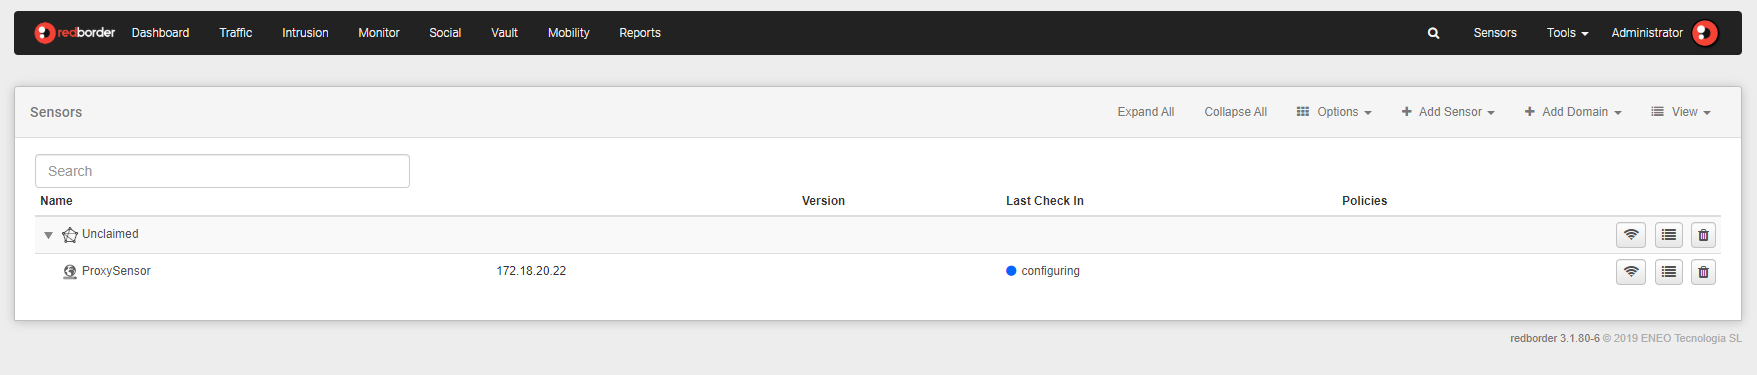 redborder Dashboard Traffic Intrusion Monitor Social Vault Mobility Reports Sensors Tools Administrator
Sensors Expand All Collapse All Options Add Sensor Add Domain View
Search
Name Version Last Check In Policies
Unclaimed
ProxySensor 172.18.20.22 configuring
redborder 3.1.80-6 © 2019 ENEO Tecnologia SL